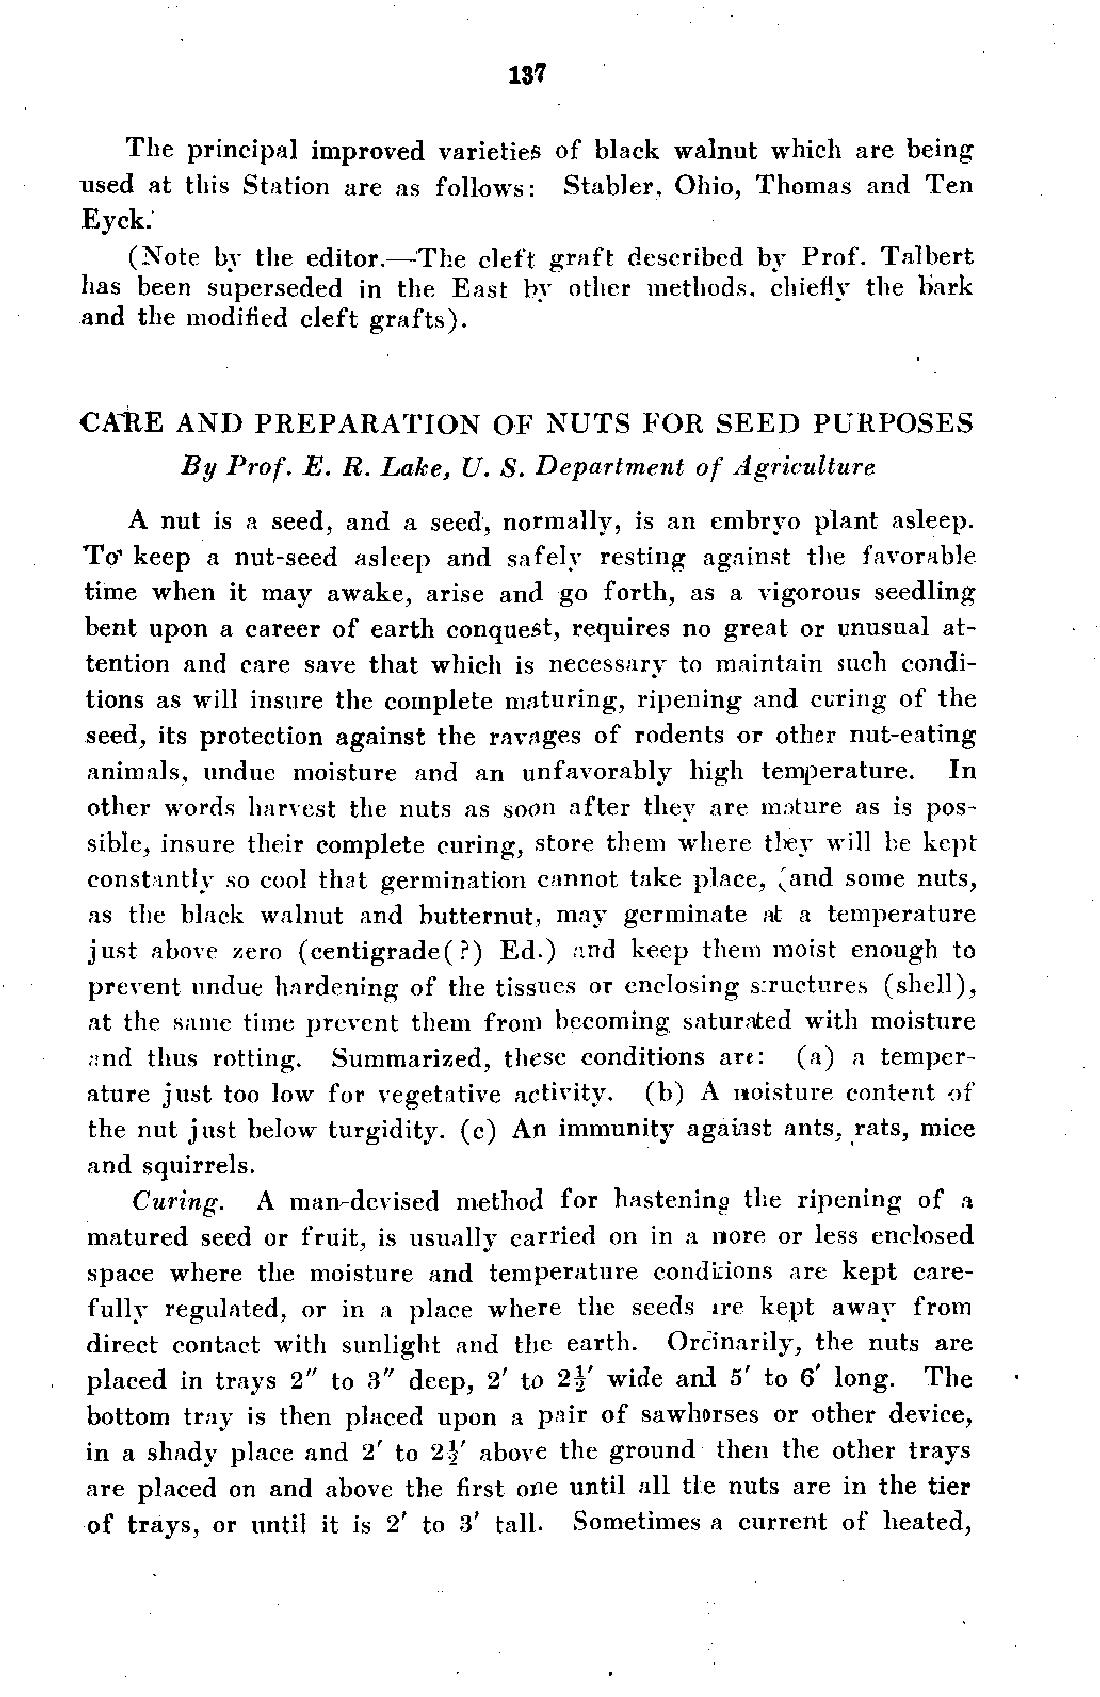 137
The principal improved varieties of black walnut which are being
used at this Station are as follows: Stabler, Ohio, Thomas and Ten
Eyck.
(Note by the editor.—The cleft graft described by Prof. Talbert
has been superseded in the East by other methods, chiefly the bark
and the modified cleft grafts).
CARE AND PREPARATION OF NUTS FOR SEED PURPOSES
By Prof. E. R. Lake, U. S. Department of Agriculture
A nut is a seed, and a seed, normally, is an embryo plant asleep.
To keep a nut-seed asleep and safely resting against the favorable
time when it may awake, arise and go forth, as a vigorous seedling
bent upon a career of earth conquest, requires no great or unusual at-
tention and care save that which is necessary to maintain such condi-
tions as will insure the complete maturing, ripening and curing of the
seed, its protection against the ravages of rodents or other nut-eating
animals, undue moisture and an unfavorably high temperature. In
other words harvest the nuts as soon after they are mature as is pos-
sible, insure their complete curing, store them where they will be kept
constantly so cool that germination cannot take place, (and some nuts,
as the black walnut and butternut, may germinate at a temperature
just above zero (centigrade(?) Ed.) and keep them moist enough to
prevent undue hardening of the tissues or enclosing structures (shell),
at the same time prevent them from becoming saturated with moisture
and thus rotting. Summarized, these conditions are: (a) a temper-
ature just too low for vegetative activity. (b) A moisture content of
the nut just below turgidity. (c) An immunity against ants, rats, mice
and squirrels.
Curing. A man-devised method for hastening the ripening of a
matured seed or fruit, is usually carried on in a more or less enclosed
space where the moisture and temperature conditions are kept care-
fully regulated, or in a place where the seeds are kept away from
direct contact with sunlight and the earth. Ordinarily, the nuts are
placed in trays 2" to 3" deep, 2' to 2½' wide and 5' to 6' long. The
bottom tray is then placed upon a pair of sawhorses or other device,
in a shady place and 2' to 2½' above the ground then the other trays
are placed on and above the first one until all the nuts are in the tier
of trays, or until it is 2' to 3' tall. Sometimes a current of heated,